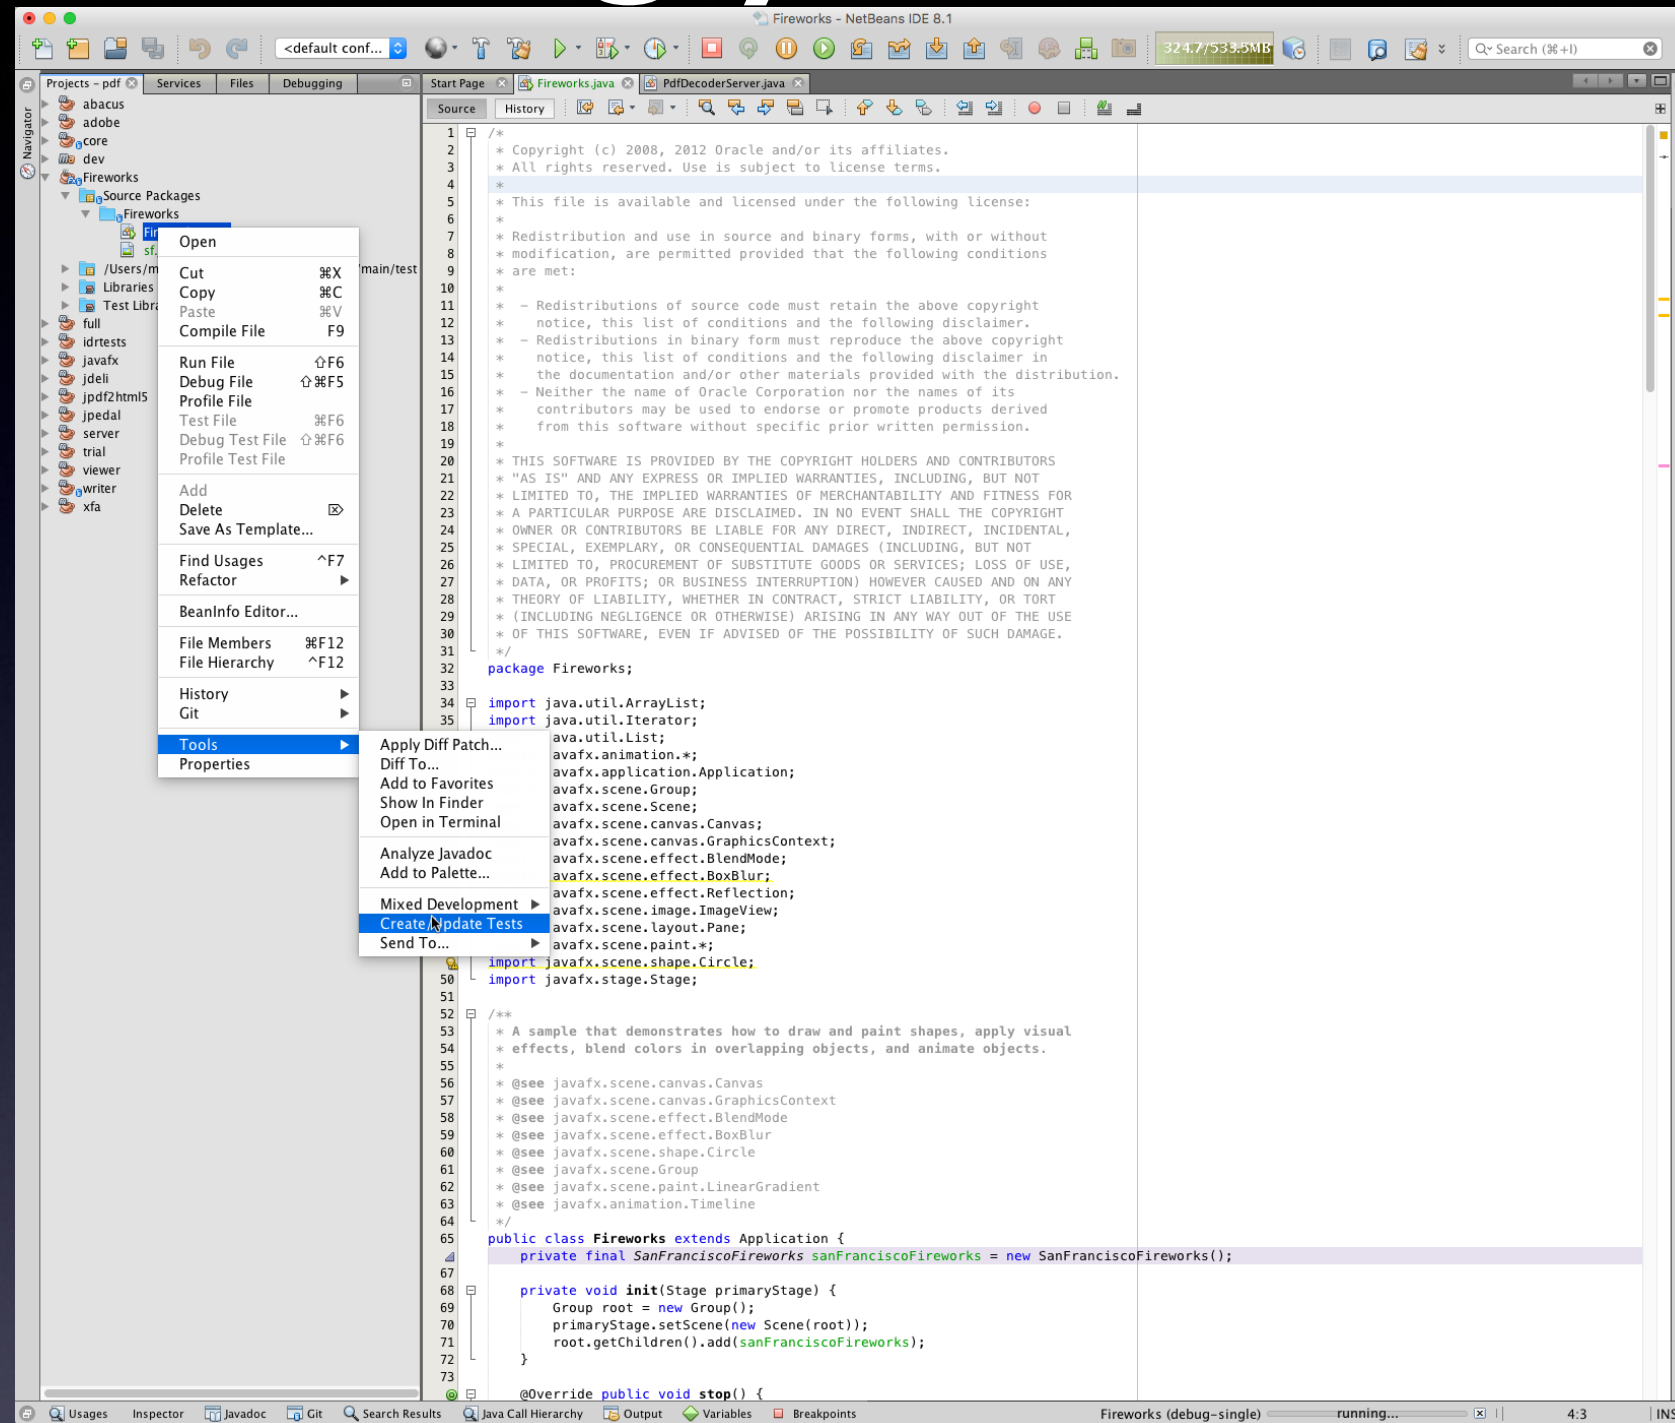 Fireworks - NetBeans IDE 8.1
<default conf...
324.7/533.5MB
Search (⌘+I)
Projects - pdf
Services
Files
Debugging
Start Page
Fireworks.java
PdfDecoderServer.java
Source
History
Navigator
abacus
adobe
core
dev
Fireworks
Source Packages
Fireworks
Fir
sf.
/Users/m
main/test
Libraries
Test Libra
full
idrtests
javafx
jdeli
jpdf2html5
jpedal
server
trial
viewer
writer
xfa
Open
Cut ⌘X
Copy ⌘C
Paste ⌘V
Compile File F9
Run File ⇧F6
Debug File ⇧⌘F5
Profile File
Test File ⌘F6
Debug Test File ⇧⌘F6
Profile Test File
Add
Delete ⌦
Save As Template...
Find Usages ^F7
Refactor
BeanInfo Editor...
File Members ⌘F12
File Hierarchy ^F12
History
Git
Tools
Properties
Apply Diff Patch...
Diff To...
Add to Favorites
Show In Finder
Open in Terminal
Analyze Javadoc
Add to Palette...
Mixed Development
Create/Update Tests
Send To...
1 /*
2 * Copyright (c) 2008, 2012 Oracle and/or its affiliates.
3 * All rights reserved. Use is subject to license terms.
4 *
5 * This file is available and licensed under the following license:
6 *
7 * Redistribution and use in source and binary forms, with or without
8 * modification, are permitted provided that the following conditions
9 * are met:
10 *
11 * - Redistributions of source code must retain the above copyright
12 * notice, this list of conditions and the following disclaimer.
13 * - Redistributions in binary form must reproduce the above copyright
14 * notice, this list of conditions and the following disclaimer in
15 * the documentation and/or other materials provided with the distribution.
16 * - Neither the name of Oracle Corporation nor the names of its
17 * contributors may be used to endorse or promote products derived
18 * from this software without specific prior written permission.
19 *
20 * THIS SOFTWARE IS PROVIDED BY THE COPYRIGHT HOLDERS AND CONTRIBUTORS
21 * "AS IS" AND ANY EXPRESS OR IMPLIED WARRANTIES, INCLUDING, BUT NOT
22 * LIMITED TO, THE IMPLIED WARRANTIES OF MERCHANTABILITY AND FITNESS FOR
23 * A PARTICULAR PURPOSE ARE DISCLAIMED. IN NO EVENT SHALL THE COPYRIGHT
24 * OWNER OR CONTRIBUTORS BE LIABLE FOR ANY DIRECT, INDIRECT, INCIDENTAL,
25 * SPECIAL, EXEMPLARY, OR CONSEQUENTIAL DAMAGES (INCLUDING, BUT NOT
26 * LIMITED TO, PROCUREMENT OF SUBSTITUTE GOODS OR SERVICES; LOSS OF USE,
27 * DATA, OR PROFITS; OR BUSINESS INTERRUPTION) HOWEVER CAUSED AND ON ANY
28 * THEORY OF LIABILITY, WHETHER IN CONTRACT, STRICT LIABILITY, OR TORT
29 * (INCLUDING NEGLIGENCE OR OTHERWISE) ARISING IN ANY WAY OUT OF THE USE
30 * OF THIS SOFTWARE, EVEN IF ADVISED OF THE POSSIBILITY OF SUCH DAMAGE.
31 */
32 package Fireworks;
33
34 import java.util.ArrayList;
35 import java.util.Iterator;
ava.util.List;
avafx.animation.*;
avafx.application.Application;
avafx.scene.Group;
avafx.scene.Scene;
avafx.scene.canvas.Canvas;
avafx.scene.canvas.GraphicsContext;
avafx.scene.effect.BlendMode;
avafx.scene.effect.BoxBlur;
avafx.scene.effect.Reflection;
avafx.scene.image.ImageView;
avafx.scene.layout.Pane;
avafx.scene.paint.*;
import javafx.scene.shape.Circle;
50 import javafx.stage.Stage;
51
52 /**
53 * A sample that demonstrates how to draw and paint shapes, apply visual
54 * effects, blend colors in overlapping objects, and animate objects.
55 *
56 * @see javafx.scene.canvas.Canvas
57 * @see javafx.scene.canvas.GraphicsContext
58 * @see javafx.scene.effect.BlendMode
59 * @see javafx.scene.effect.BoxBlur
60 * @see javafx.scene.shape.Circle
61 * @see javafx.scene.Group
62 * @see javafx.scene.paint.LinearGradient
63 * @see javafx.animation.Timeline
64 */
65 public class Fireworks extends Application {
private final SanFranciscoFireworks sanFranciscoFireworks = new SanFranciscoFireworks();
67
68 private void init(Stage primaryStage) {
69 Group root = new Group();
70 primaryStage.setScene(new Scene(root));
71 root.getChildren().add(sanFranciscoFireworks);
72 }
73
@Override public void stop() {
Usages
Inspector
Javadoc
Git
Search Results
Java Call Hierarchy
Output
Variables
Breakpoints
Fireworks (debug-single)
running...
4:3
INS